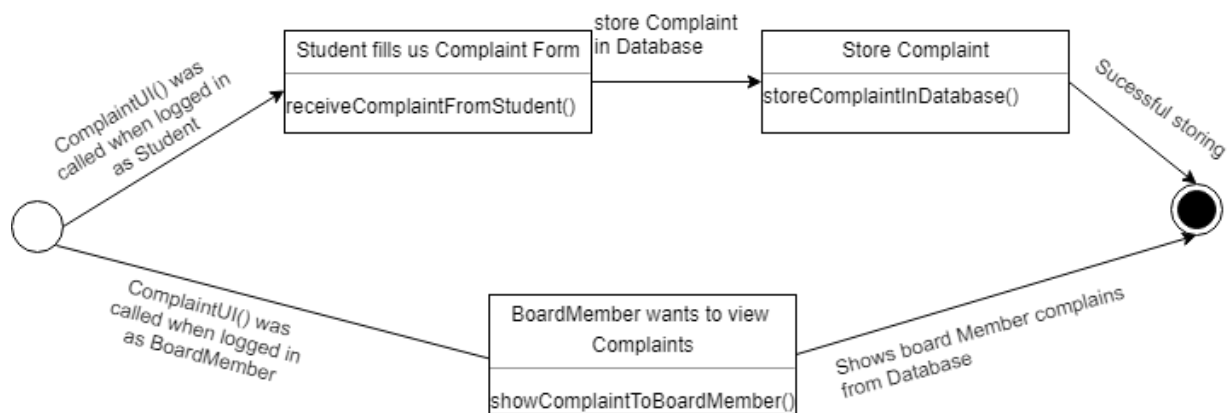 ComplaintUI() was
called when logged in
as Student
Student fills us Complaint Form
receiveComplaintFromStudent()
store Complaint
in Database
Store Complaint
storeComplaintInDatabase()
Sucessful storing
ComplaintUI() was
called when logged in
as BoardMember
BoardMember wants to view
Complaints
showComplaintToBoardMember()
Shows board Member complains
from Database